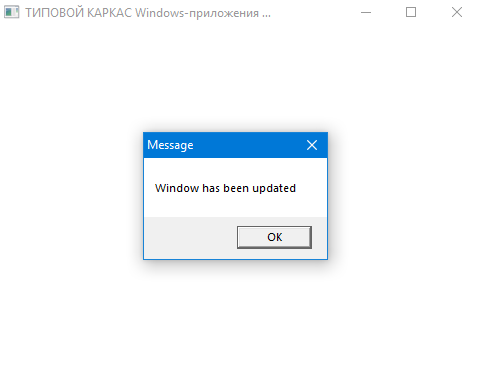 ТИПОВОЙ КАРКАС Windows-приложения ...
Message
Window has been updated
OK